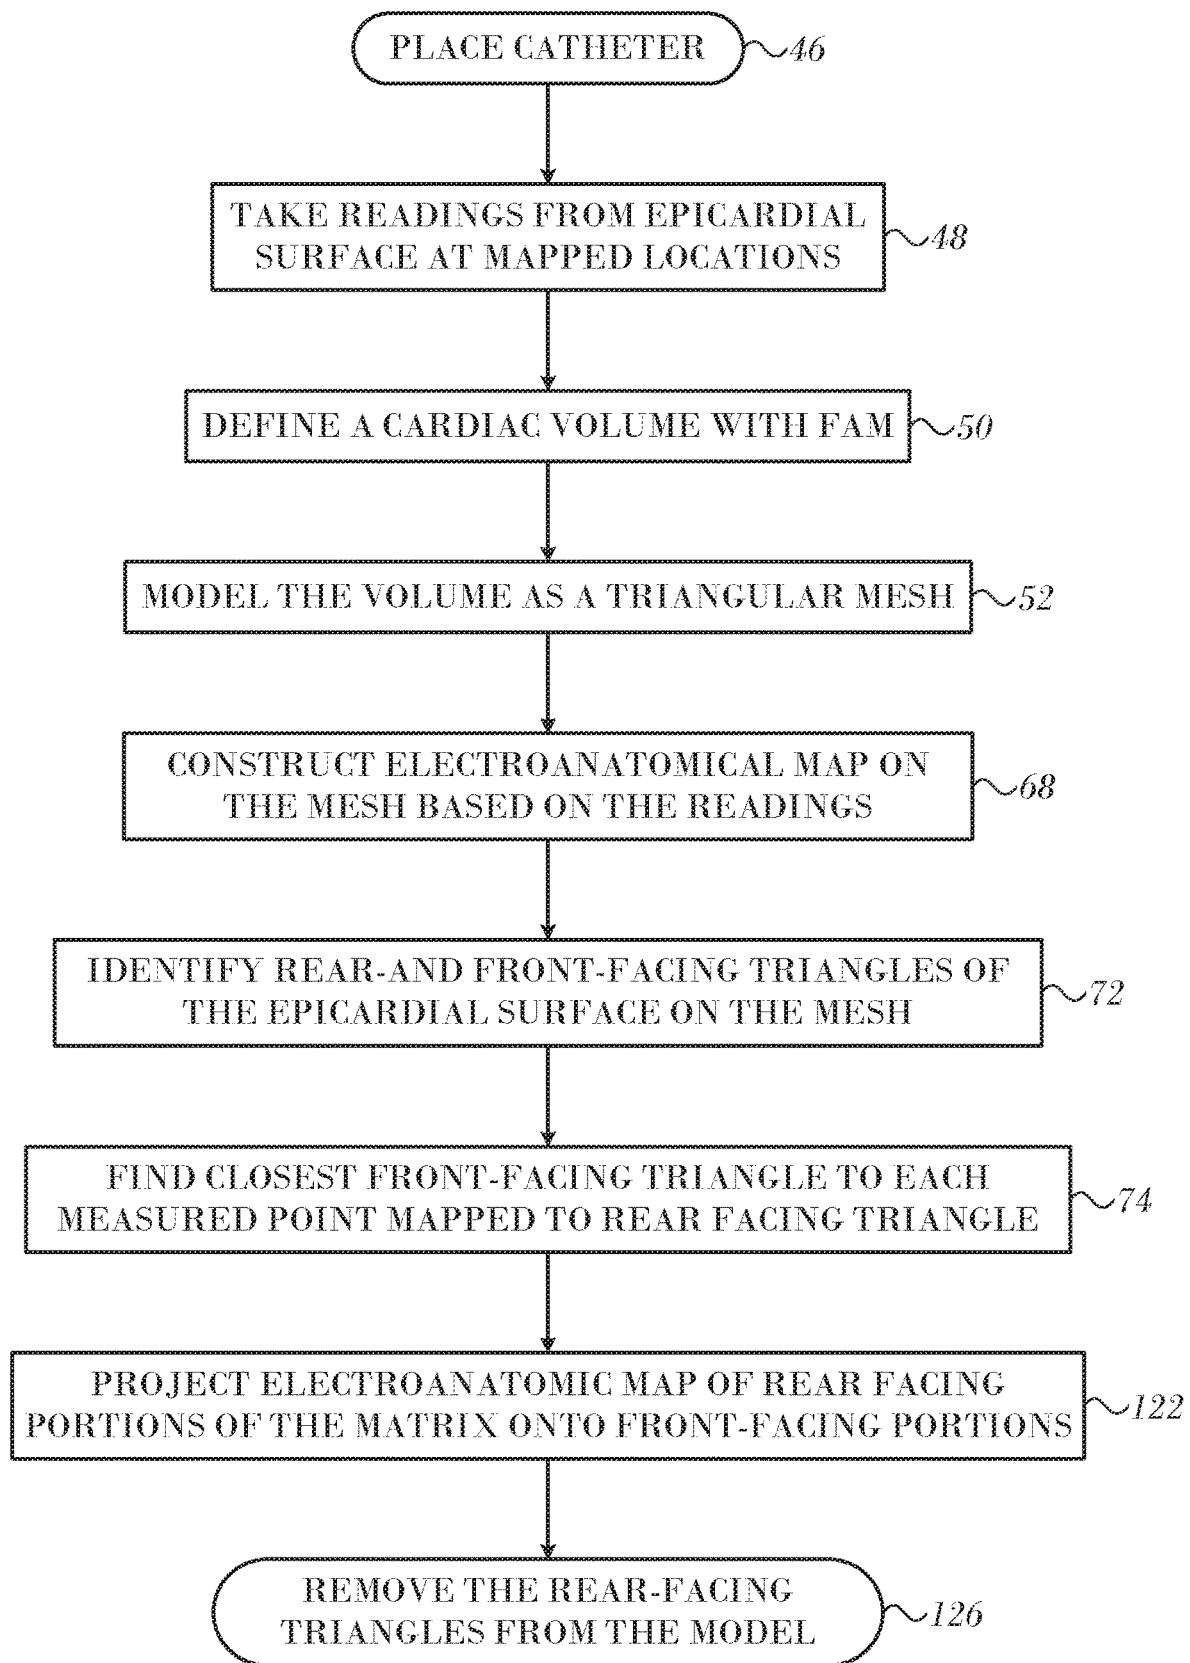 PLACE CATHETER 46
TAKE READINGS FROM EPICARDIAL
SURFACE AT MAPPED LOCATIONS 48
DEFINE A CARDIAC VOLUME WITH FAM 50
MODEL THE VOLUME AS A TRIANGULAR MESH 52
CONSTRUCT ELECTROANATOMICAL MAP ON
THE MESH BASED ON THE READINGS 68
IDENTIFY REAR-AND FRONT-FACING TRIANGLES OF
THE EPICARDIAL SURFACE ON THE MESH 72
FIND CLOSEST FRONT-FACING TRIANGLE TO EACH
MEASURED POINT MAPPED TO REAR FACING TRIANGLE 74
PROJECT ELECTROANATOMIC MAP OF REAR FACING
PORTIONS OF THE MATRIX ONTO FRONT-FACING PORTIONS 122
REMOVE THE REAR-FACING
TRIANGLES FROM THE MODEL 126